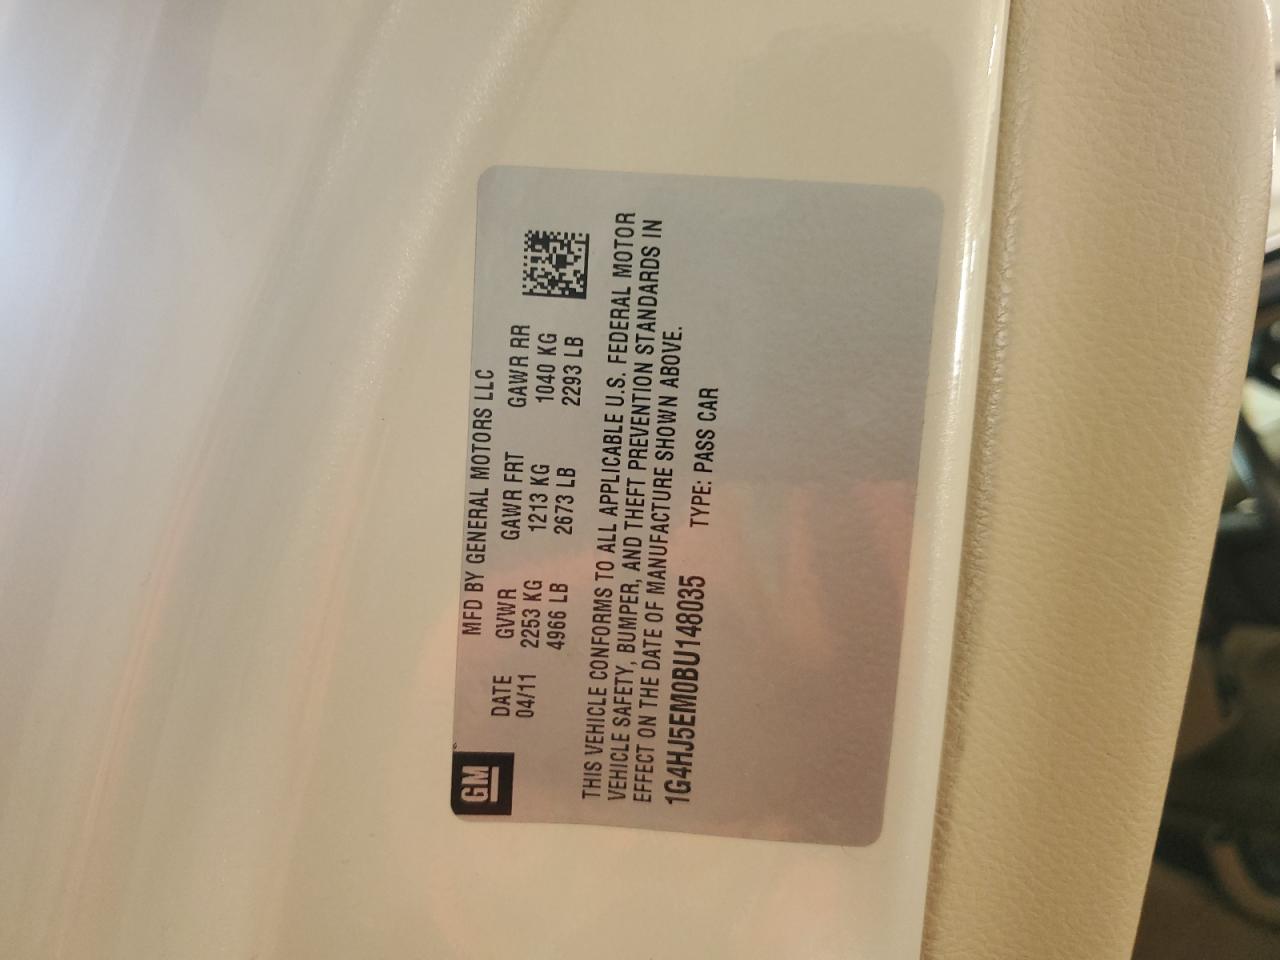 GM
MFD BY GENERAL MOTORS LLC
DATE GVWR GAWR FRT GAWR RR
04/11 2253 KG 1213 KG 1040 KG
4966 LB 2673 LB 2293 LB
THIS VEHICLE CONFORMS TO ALL APPLICABLE U.S. FEDERAL MOTOR
VEHICLE SAFETY, BUMPER, AND THEFT PREVENTION STANDARDS IN
EFFECT ON THE DATE OF MANUFACTURE SHOWN ABOVE.
1G4HJ5EM0BU148035 TYPE: PASS CAR